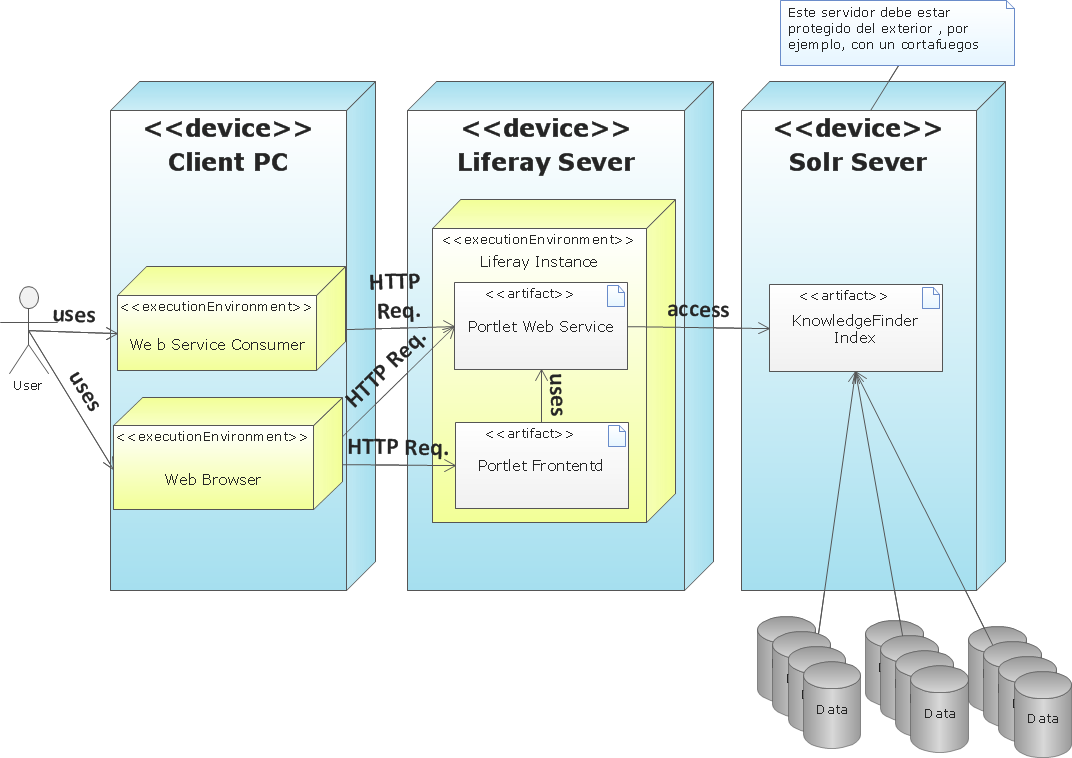 Este servidor debe estar
protegido del exterior , por
ejemplo, con un cortafuegos
<<device>>
Client PC
<<device>>
Liferay Sever
<<device>>
Solr Sever
<<executionEnvironment>>
Liferay Instance
<<executionEnvironment>>
We b Service Consumer
HTTP
Req.
<<artifact>>
Portlet Web Service
access
<<artifact>>
KnowledgeFinder
Index
uses
User
uses
HTTP Req.
uses
<<executionEnvironment>>
Web Browser
HTTP Req.
<<artifact>>
Portlet Frontentd
Data
Data
Data